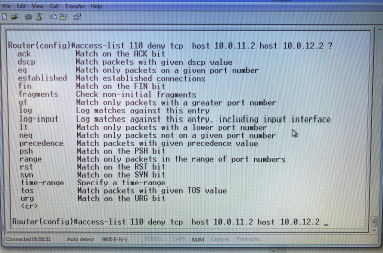 File Edit View Call Transfer Help
Router(config)#access-list 110 deny tcp host 10.0.11.2 host 10.0.12.2 ?
ack Match on the ACK bit
dscp Match packets with given dscp value
eq Match only packets on a given port number
established Match established connections
fin Match on the FIN bit
fragments Check non-initial fragments
gt Match only packets with a greater port number
log Log matches against this entry
log-input Log matches against this entry, including input interface
lt Match only packets with a lower port number
neq Match only packets not on a given port number
precedence Match packets with given precedence value
psh Match on the PSH bit
range Match only packets in the range of port numbers
rst Match on the RST bit
syn Match on the SYN bit
time-range Specify a time-range
tos Match packets with given TOS value
urg Match on the URG bit
<cr>
Router(config)#access-list 110 deny tcp host 10.0.11.2 host 10.0.12.2 _
Auto detect 9600 8-N-1 SCROLL CAPS NUM Capture Print echo